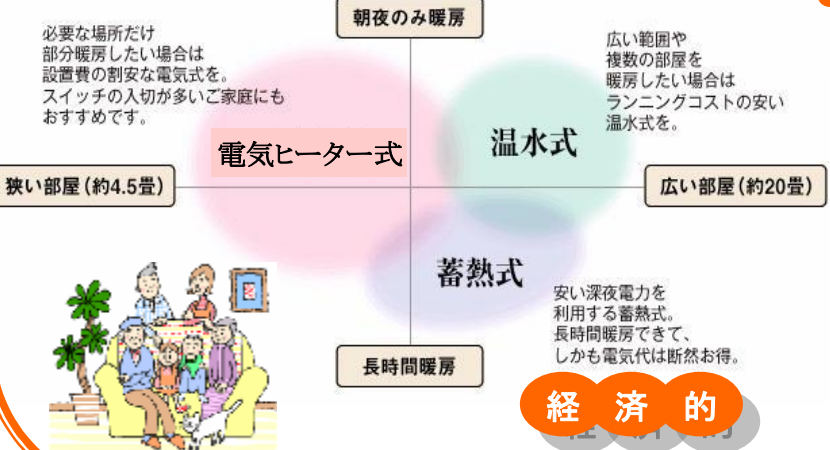 朝夜のみ暖房
必要な場所だけ
部分暖房したい場合は
設置費の割安な電気式を。
スイッチの入切が多いご家庭にも
おすすめです。
広い範囲や
複数の部屋を
暖房したい場合は
ランニングコストの安い
温水式を。
電気ヒーター式
温水式
狭い部屋(約4.5畳)
広い部屋(約20畳)
蓄熱式
安い深夜電力を
利用する蓄熱式。
長時間暖房できて、
しかも電気代は断然お得。
長時間暖房
経済的